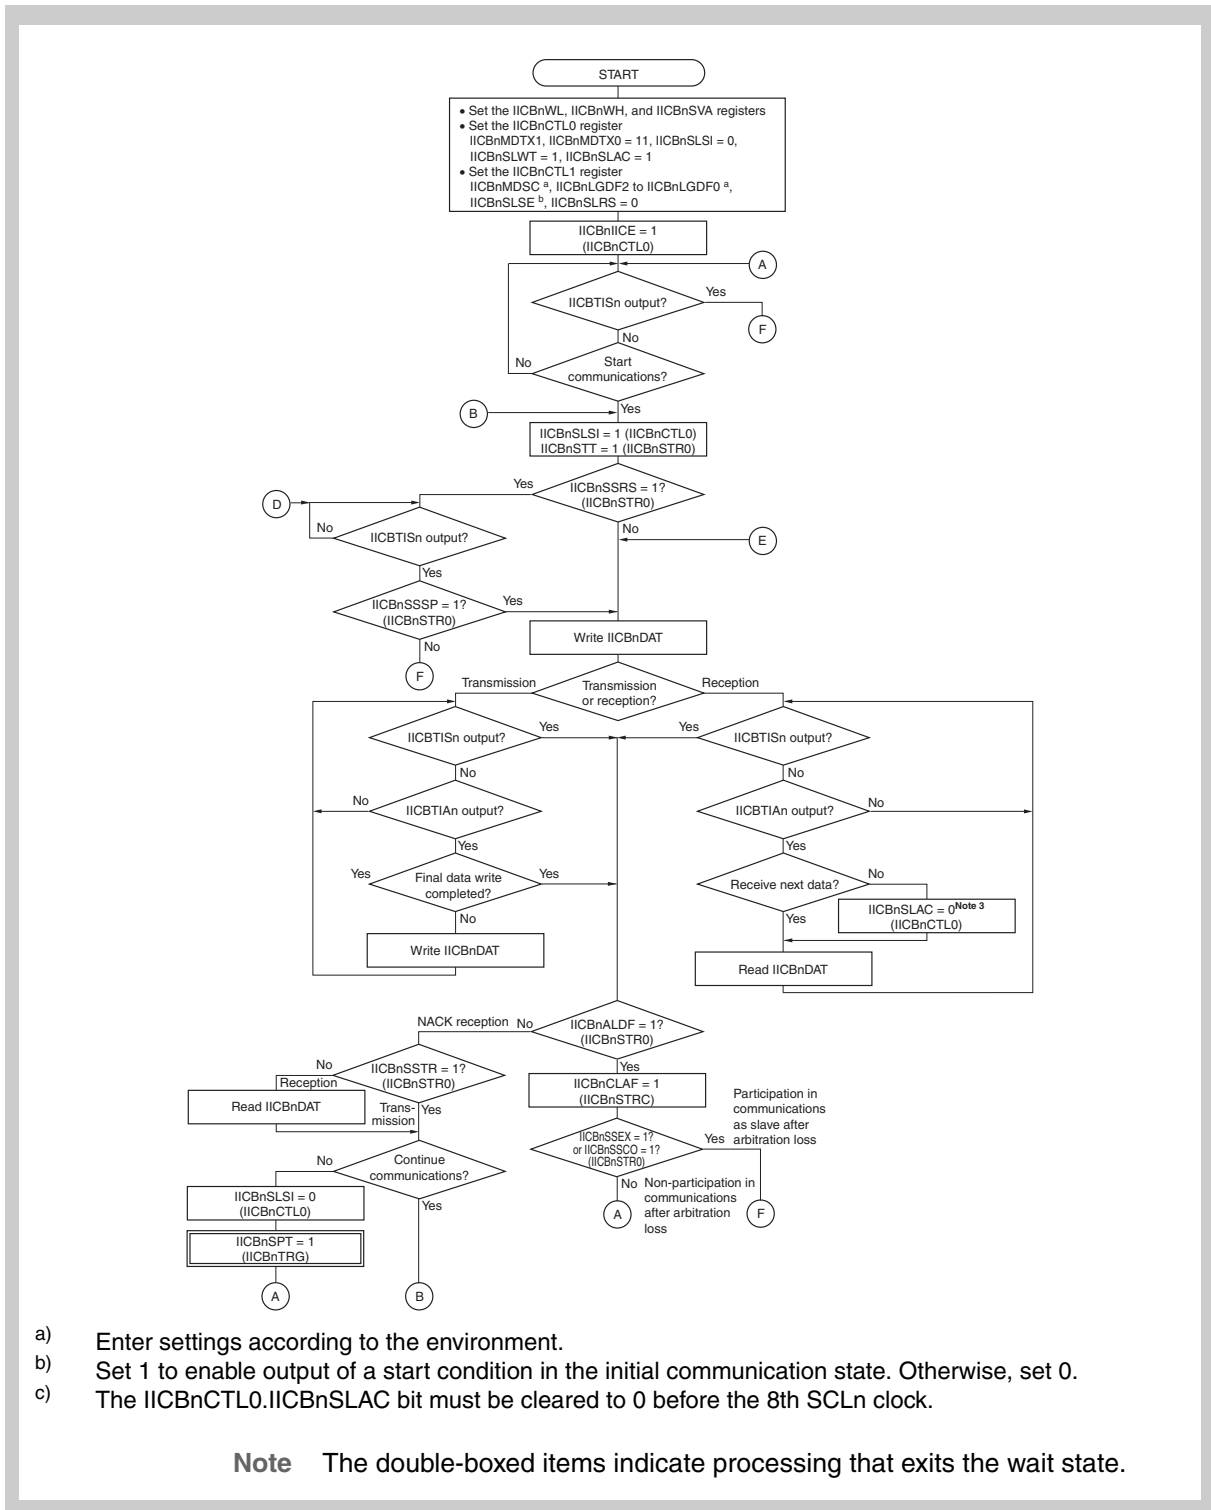 START
• Set the IICBnWL, IICBnWH, and IICBnSVA registers
• Set the IICBnCTL0 register
IICBnMDTX1, IICBnMDTX0 = 11, IICBnSLSI = 0,
IICBnSLWT = 1, IICBnSLAC = 1
• Set the IICBnCTL1 register
IICBnMDSC a, IICBnLGDF2 to IICBnLGDF0 a,
IICBnSLSE b, IICBnSLRS = 0
IICBnIICE = 1
(IICBnCTL0)
A
IICBTISn output?
Yes
F
No
Start
communications?
No
Yes
B
IICBnSLSI = 1 (IICBnCTL0)
IICBnSTT = 1 (IICBnSTR0)
IICBnSSRS = 1?
(IICBnSTR0)
Yes
No
D
IICBTISn output?
No
Yes
E
IICBnSSSP = 1?
(IICBnSTR0)
Yes
No
F
Write IICBnDAT
Transmission
or reception?
Transmission
Reception
IICBTISn output?
Yes
No
IICBTIAn output?
No
Yes
Final data write
completed?
Yes
Yes
No
Write IICBnDAT
Yes
IICBTISn output?
No
IICBTIAn output?
No
Yes
Receive next data?
No
IICBnSLAC = 0Note 3
(IICBnCTL0)
Yes
Read IICBnDAT
IICBnALDF = 1?
(IICBnSTR0)
NACK reception No
Yes
IICBnSSTR = 1?
(IICBnSTR0)
No
Reception
Read IICBnDAT
Trans-
mission
Yes
Continue
communications?
No
Yes
IICBnSLSI = 0
(IICBnCTL0)
IICBnSPT = 1
(IICBnTRG)
A
B
IICBnCLAF = 1
(IICBnSTRC)
IICBnSSEX = 1?
or IICBnSSCO = 1?
(IICBnSTR0)
Yes
Participation in
communications
as slave after
arbitration loss
No
Non-participation in
communications
after arbitration
loss
A
F
a) Enter settings according to the environment.
b) Set 1 to enable output of a start condition in the initial communication state. Otherwise, set 0.
c) The IICBnCTL0.IICBnSLAC bit must be cleared to 0 before the 8th SCLn clock.
Note The double-boxed items indicate processing that exits the wait state.